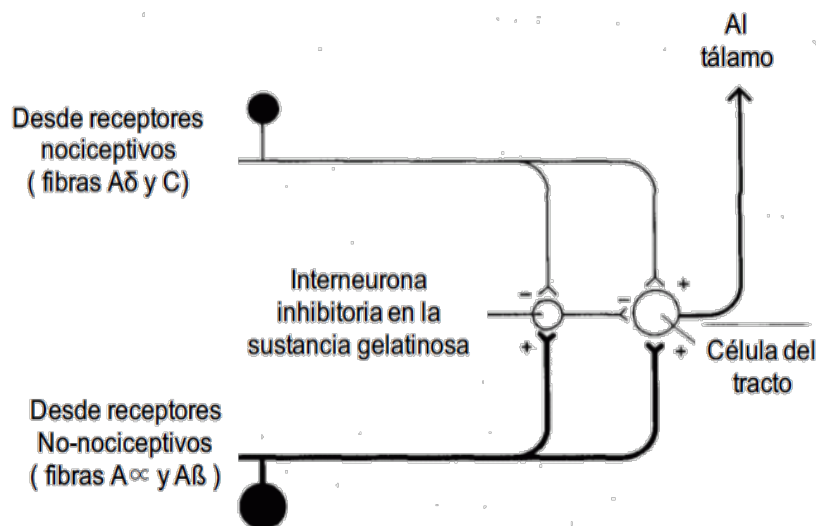 Al
tálamo
Desde receptores
nociceptivos
( fibras Aδ y C)
Interneurona
inhibitoria en la
sustancia gelatinosa
-
-
+
+
+
Célula del
tracto
Desde receptores
No-nociceptivos
( fibras A∝ y Aß )